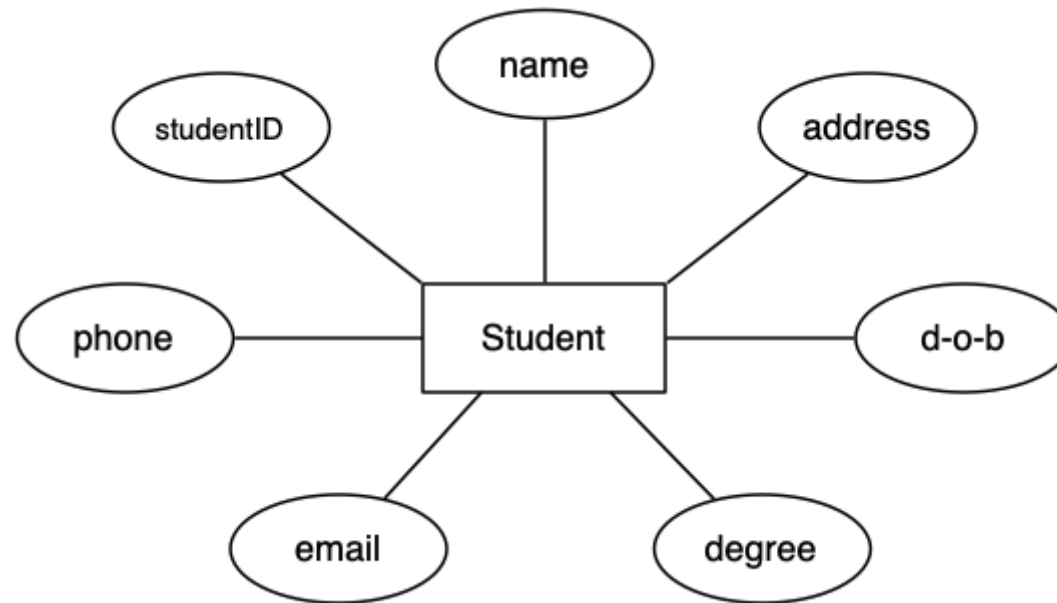 name
studentID
address
phone
Student
d-o-b
email
degree